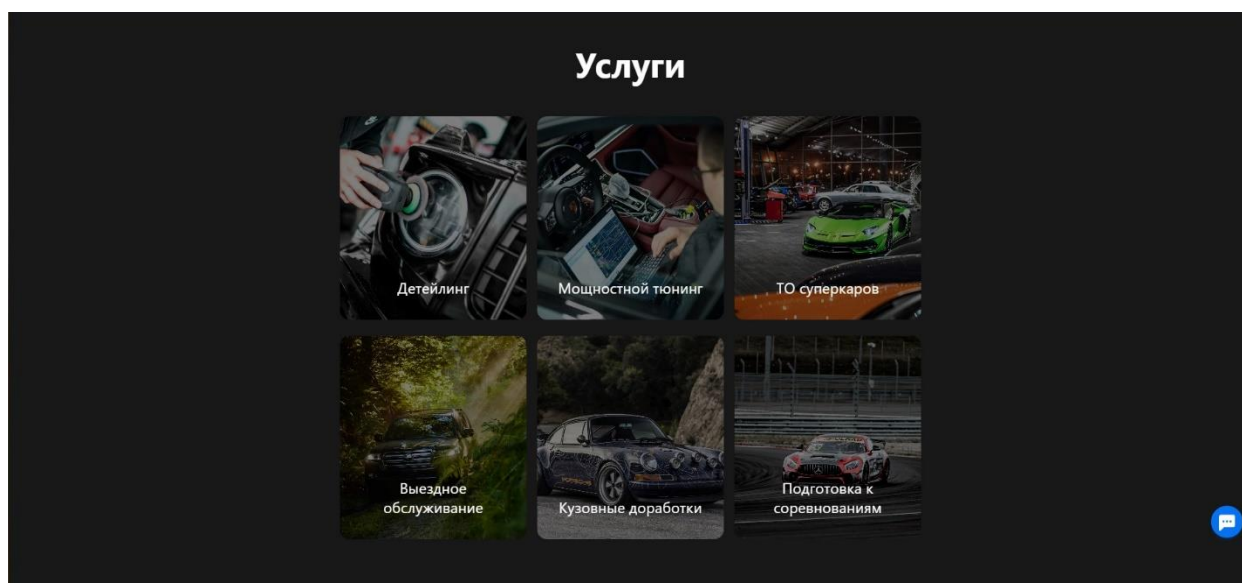 Услуги
Детейлинг
Мощностной тюнинг
ТО суперкаров
Выездное
обслуживание
Кузовные доработки
Подготовка к
соревнованиям